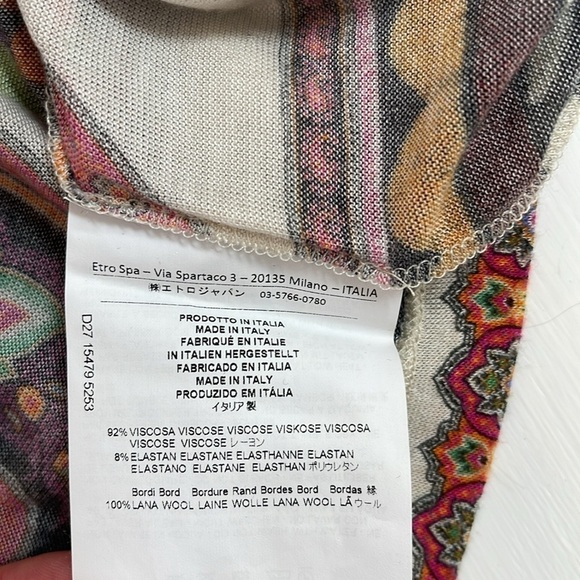 Etro Spa – Via Spartaco 3 – 20135 Milano – ITALIA
㈱エトロジャパン 03-5766-0780
PRODOTTO IN ITALIA
MADE IN ITALY
FABRIQUÉ EN ITALIE
IN ITALIEN HERGESTELLT
FABRICADO EN ITALIA
MADE IN ITALY
PRODUZIDO EM ITÁLIA
イタリア製
92% VISCOSA VISCOSE VISCOSE VISKOSE VISCOSA
VISCOSE VISCOSE レーヨン
8% ELASTAN ELASTANE ELASTHANNE ELASTAN
ELASTANO ELASTANE ELASTHAN ポリウレタン
Bordi Bord Bordure Rand Bordes Bord Bordas 縁
100% LANA WOOL LAINE WOLLE LANA WOOL LÃ ウール
D27 15479 5253